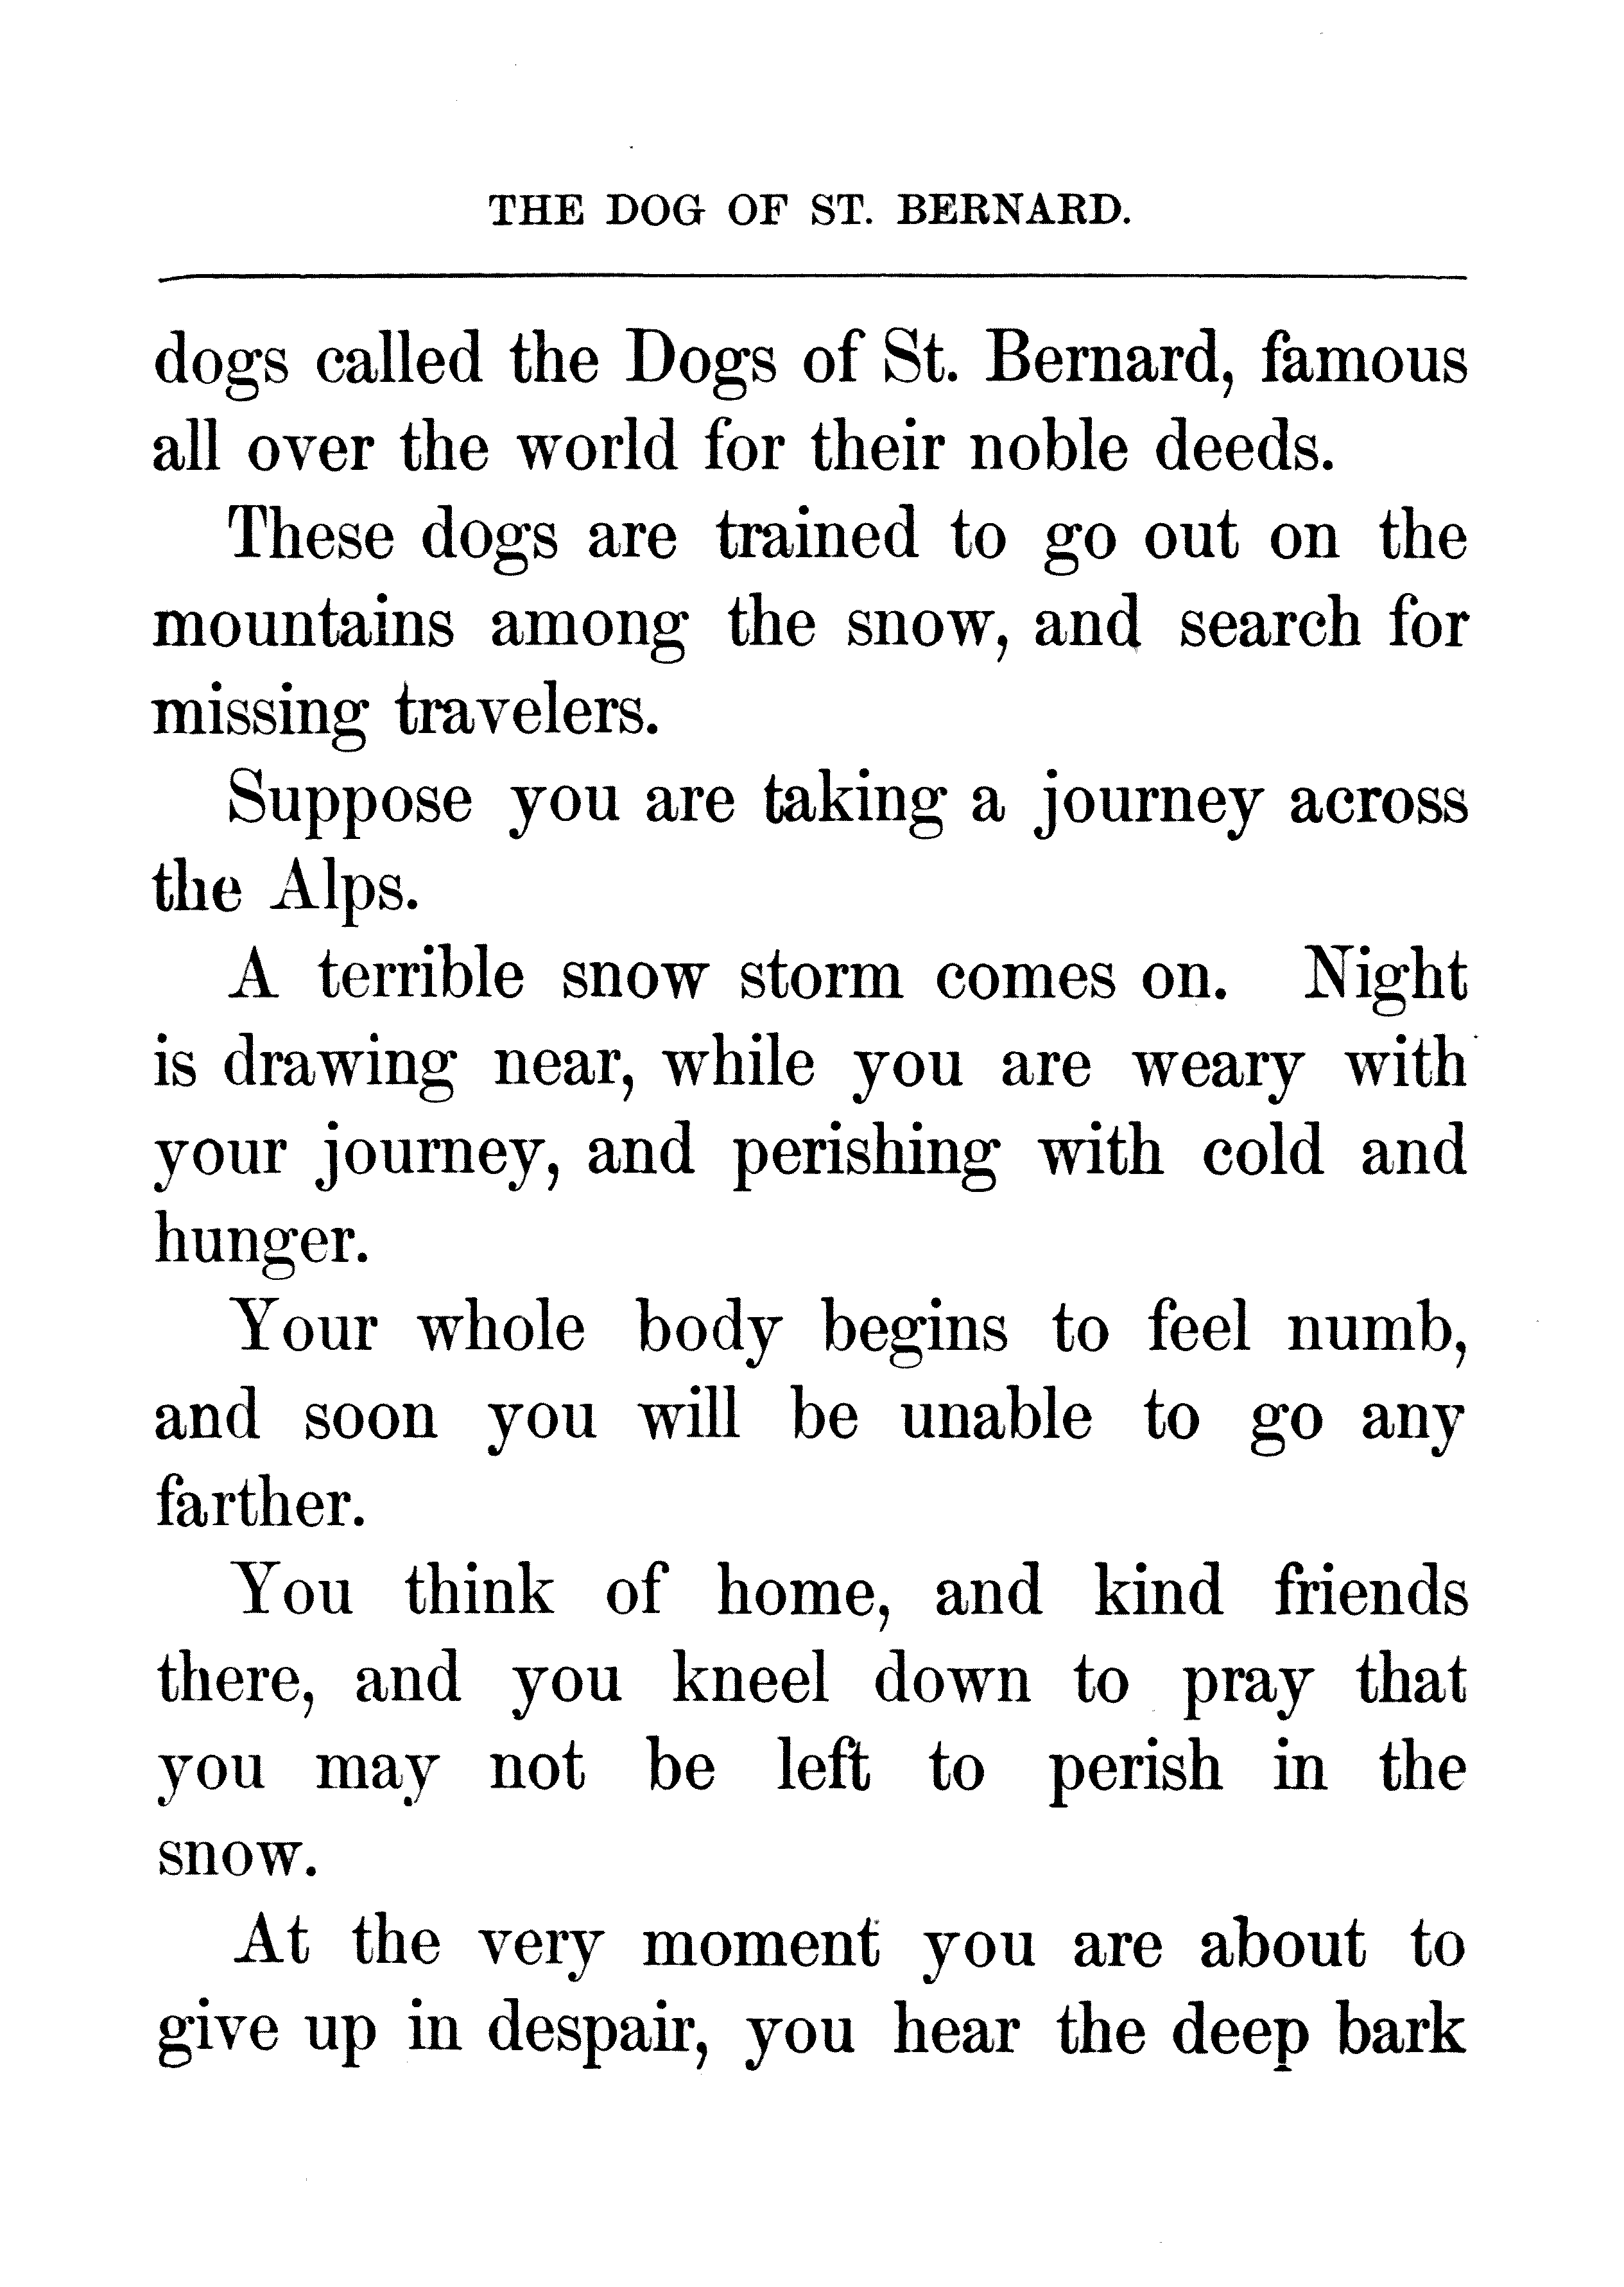 THE DOG OF ST. BERNARD.
dogs called the Dogs of St. Bernard, famous
all over the world for their noble deeds.
These dogs are trained to go out on the
mountains among the snow, and search for
missing travelers.
Suppose you are taking a journey across
the Alps.
A terrible snow storm comes on. Night
is drawing near, while you are weary with
your journey, and perishing with cold and
hunger.
Your whole body begins to feel numb,
and soon you will be unable to go any
farther.
You think of home, and kind friends
there, and you kneel down to pray that
you may not be left to perish in the
snow.
At the very moment you are about to
give up in despair, you hear the deep bark